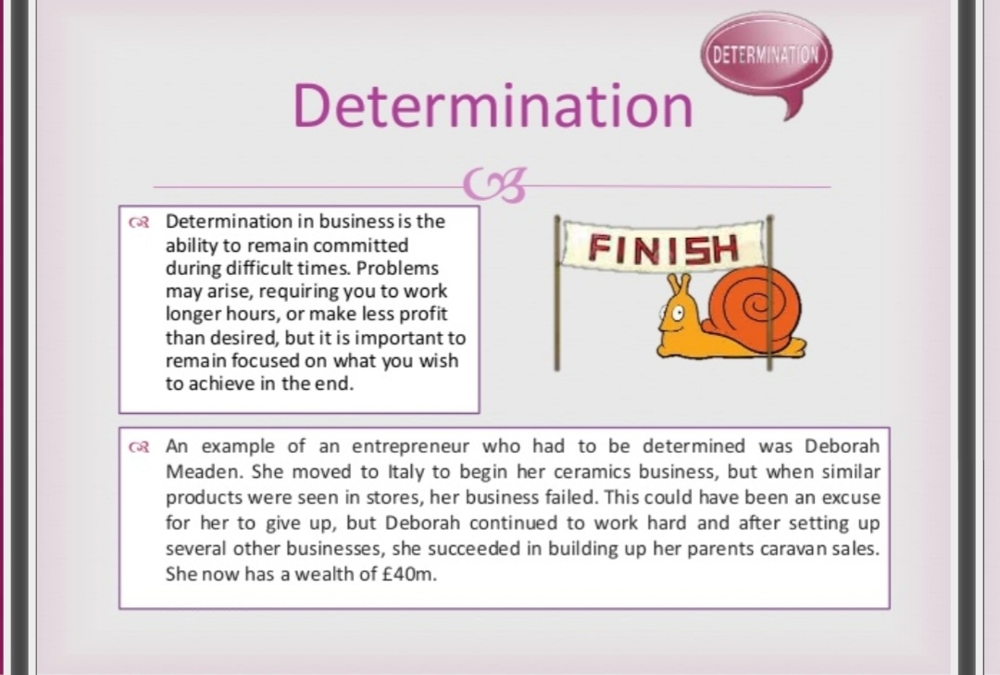 DETERMINATION
Determination
Determination in business is the
ability to remain committed
during difficult times. Problems
may arise, requiring you to work
longer hours, or make less profit
than desired, but it is important to
remain focused on what you wish
to achieve in the end.
FINISH
An example of an entrepreneur who had to be determined was Deborah
Meaden. She moved to Italy to begin her ceramics business, but when similar
products were seen in stores, her business failed. This could have been an excuse
for her to give up, but Deborah continued to work hard and after setting up
several other businesses, she succeeded in building up her parents caravan sales.
She now has a wealth of £40m.